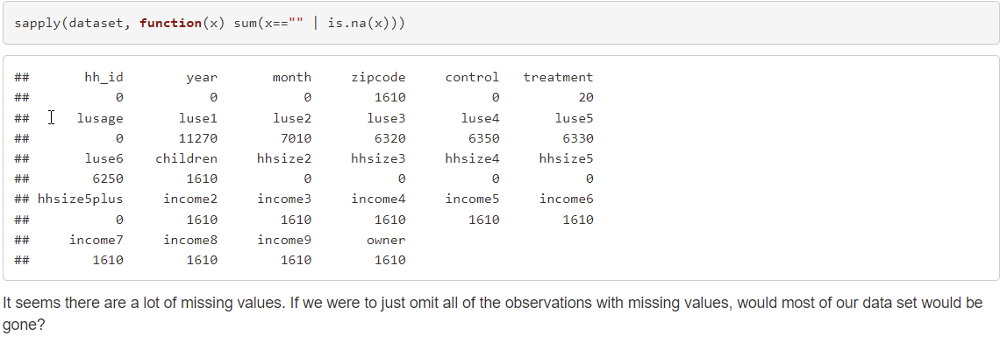 sapply(dataset, function(x) sum(x=="" | is.na(x)))
## hh_id year month zipcode control treatment
## 0 0 0 1610 0 20
## lusage luse1 luse2 luse3 luse4 luse5
## 0 11270 7010 6320 6350 6330
## luse6 children hhsize2 hhsize3 hhsize4 hhsize5
## 6250 1610 0 0 0 0
## hhsize5plus income2 income3 income4 income5 income6
## 0 1610 1610 1610 1610 1610
## income7 income8 income9 owner
## 1610 1610 1610 1610
It seems there are a lot of missing values. If we were to just omit all of the observations with missing values, would most of our data set would be
gone?